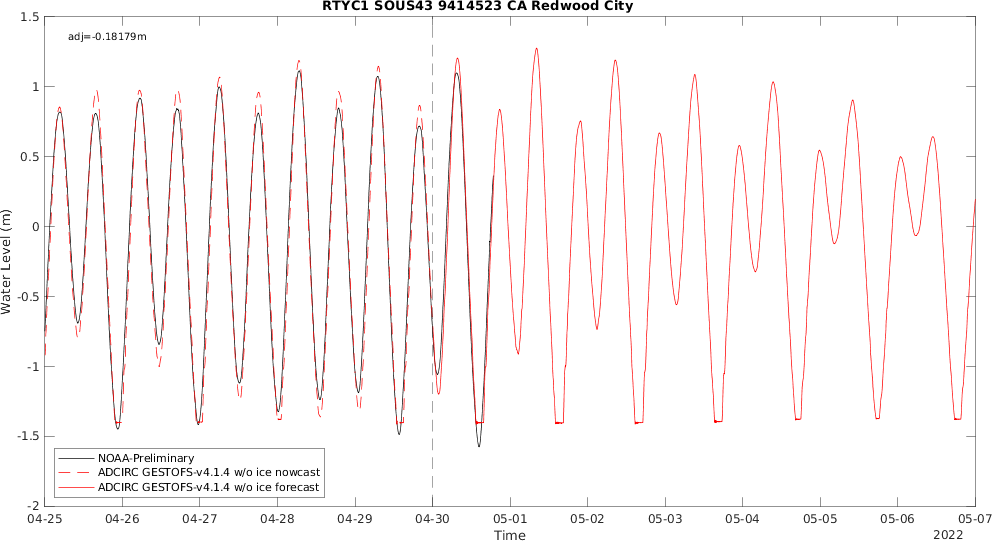 RTYC1 SOUS43 9414523 CA Redwood City
1.5
adj=-0.18179m
1
0.5
0
-0.5
-1
-1.5
-2
Water Level (m)
NOAA-Preliminary
ADCIRC GESTOFS-v4.1.4 w/o ice nowcast
ADCIRC GESTOFS-v4.1.4 w/o ice forecast
04-25 04-26 04-27 04-28 04-29 04-30 05-01 05-02 05-03 05-04 05-05 05-06 05-07
Time
2022